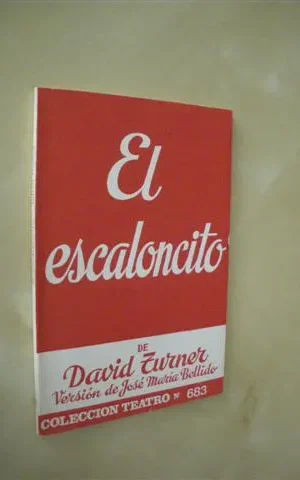 El
escaloncito
DE
David Turner
Versión de José María Bellido
COLECCION TEATRO Nº 683